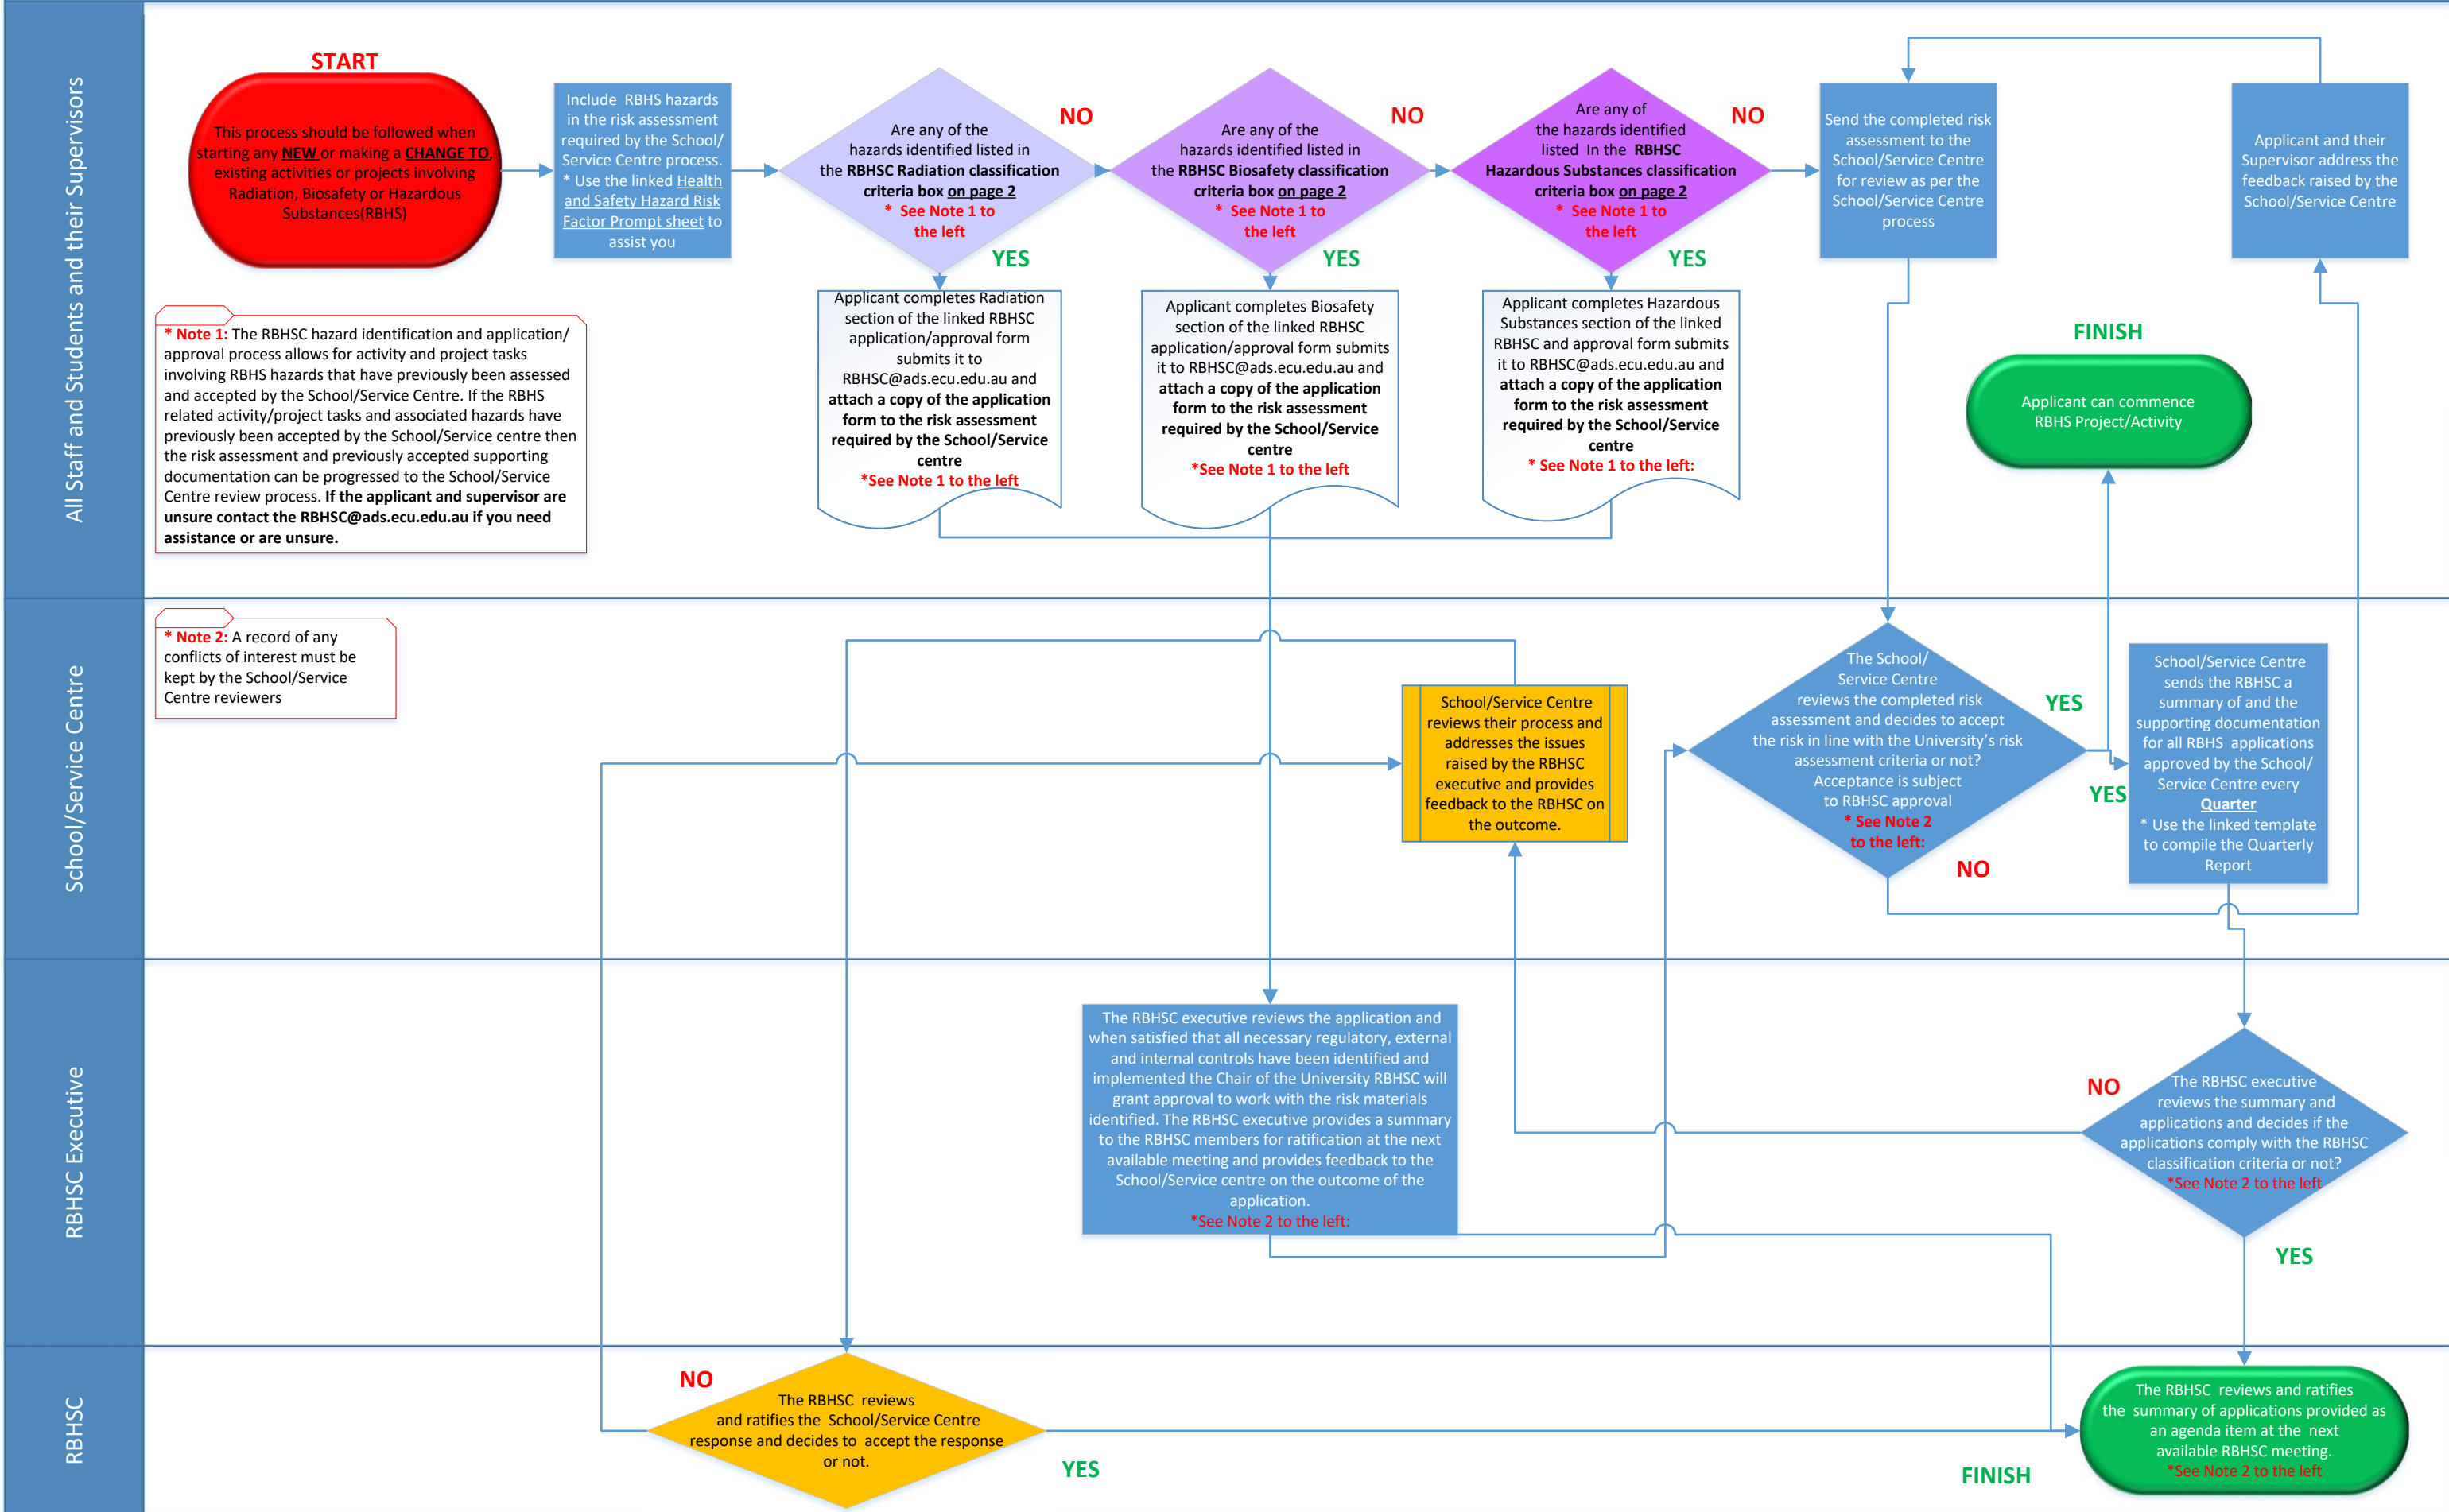 All Staff and Students and their Supervisors
START
This process should be followed when
starting any NEW or making a CHANGE TO,
existing activities or projects involving
Radiation, Biosafety or Hazardous
Substances(RBHS)
Include RBHS hazards
in the risk assessment
required by the School/
Service Centre process.
* Use the linked Health
and Safety Hazard Risk
Factor Prompt sheet to
assist you
Are any of the
hazards identified listed in
the RBHSC Radiation classification
criteria box on page 2
* See Note 1 to
the left
NO
YES
Are any of the
hazards identified listed in
the RBHSC Biosafety classification
criteria box on page 2
* See Note 1 to
the left
NO
YES
Are any of
the hazards identified
listed In the RBHSC
Hazardous Substances classification
criteria box on page 2
* See Note 1 to
the left
NO
YES
Send the completed risk
assessment to the
School/Service Centre
for review as per the
School/Service Centre
process
Applicant and their
Supervisor address the
feedback raised by the
School/Service Centre
* Note 1: The RBHSC hazard identification and application/
approval process allows for activity and project tasks
involving RBHS hazards that have previously been assessed
and accepted by the School/Service Centre. If the RBHS
related activity/project tasks and associated hazards have
previously been accepted by the School/Service centre then
the risk assessment and previously accepted supporting
documentation can be progressed to the School/Service
Centre review process. If the applicant and supervisor are
unsure contact the RBHSC@ads.ecu.edu.au if you need
assistance or are unsure.
Applicant completes Radiation
section of the linked RBHSC
application/approval form
submits it to
RBHSC@ads.ecu.edu.au and
attach a copy of the application
form to the risk assessment
required by the School/Service
centre
*See Note 1 to the left
Applicant completes Biosafety
section of the linked RBHSC
application/approval form submits
it to RBHSC@ads.ecu.edu.au and
attach a copy of the application
form to the risk assessment
required by the School/Service
centre
*See Note 1 to the left
Applicant completes Hazardous
Substances section of the linked
RBHSC and approval form submits
it to RBHSC@ads.ecu.edu.au and
attach a copy of the application
form to the risk assessment
required by the School/Service
centre
* See Note 1 to the left:
FINISH
Applicant can commence
RBHS Project/Activity
School/Service Centre
* Note 2: A record of any
conflicts of interest must be
kept by the School/Service
Centre reviewers
School/Service Centre
reviews their process and
addresses the issues
raised by the RBHSC
executive and provides
feedback to the RBHSC on
the outcome.
The School/
Service Centre
reviews the completed risk
assessment and decides to accept
the risk in line with the University's risk
assessment criteria or not?
Acceptance is subject
to RBHSC approval
* See Note 2
to the left:
YES
YES
NO
School/Service Centre
sends the RBHSC a
summary of and the
supporting documentation
for all RBHS applications
approved by the School/
Service Centre every
Quarter
* Use the linked template
to compile the Quarterly
Report
RBHSC Executive
The RBHSC executive reviews the application and
when satisfied that all necessary regulatory, external
and internal controls have been identified and
implemented the Chair of the University RBHSC will
grant approval to work with the risk materials
identified. The RBHSC executive provides a summary
to the RBHSC members for ratification at the next
available meeting and provides feedback to the
School/Service centre on the outcome of the
application.
*See Note 2 to the left:
NO
The RBHSC executive
reviews the summary and
applications and decides if the
applications comply with the RBHSC
classification criteria or not?
*See Note 2 to the left
YES
RBHSC
NO
The RBHSC reviews
and ratifies the School/Service Centre
response and decides to accept the response
or not.
YES
FINISH
The RBHSC reviews and ratifies
the summary of applications provided as
an agenda item at the next
available RBHSC meeting.
*See Note 2 to the left